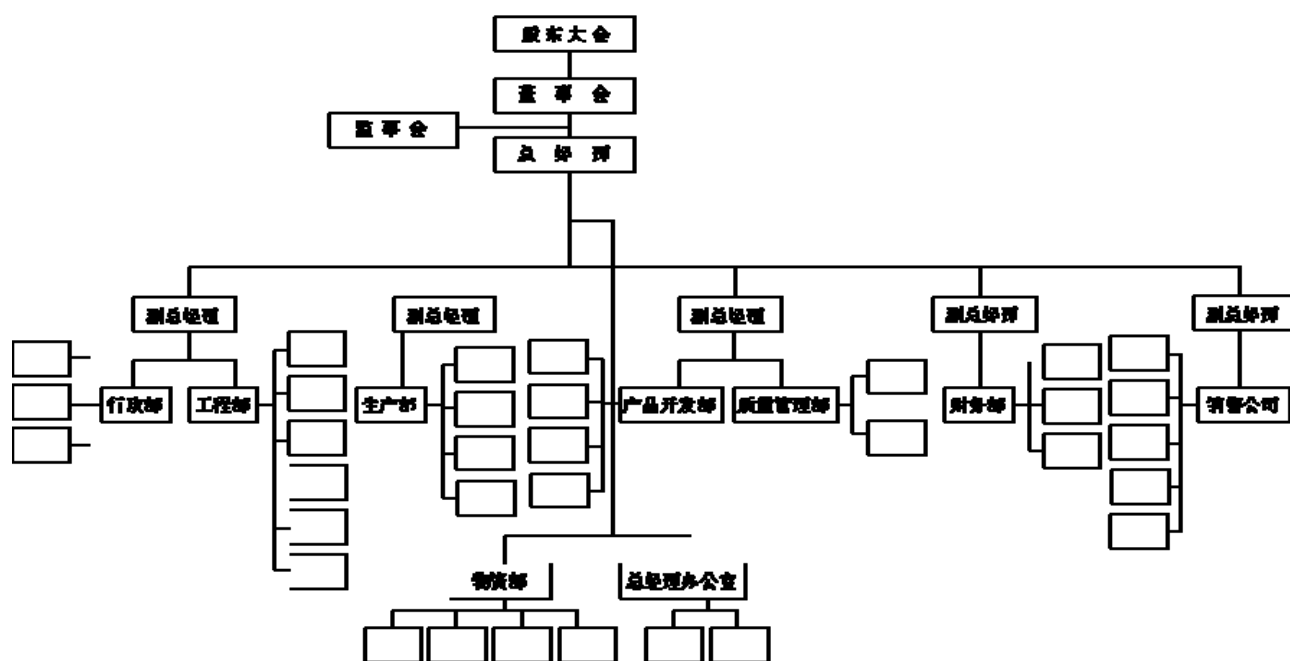 股东大会
董事会
监事会
总经理
副总经理
副总经理
副总经理
副总经理
副总经理
行政部
工程部
生产部
产品开发部
质量管理部
财务部
销售公司
物资部
总经理办公室